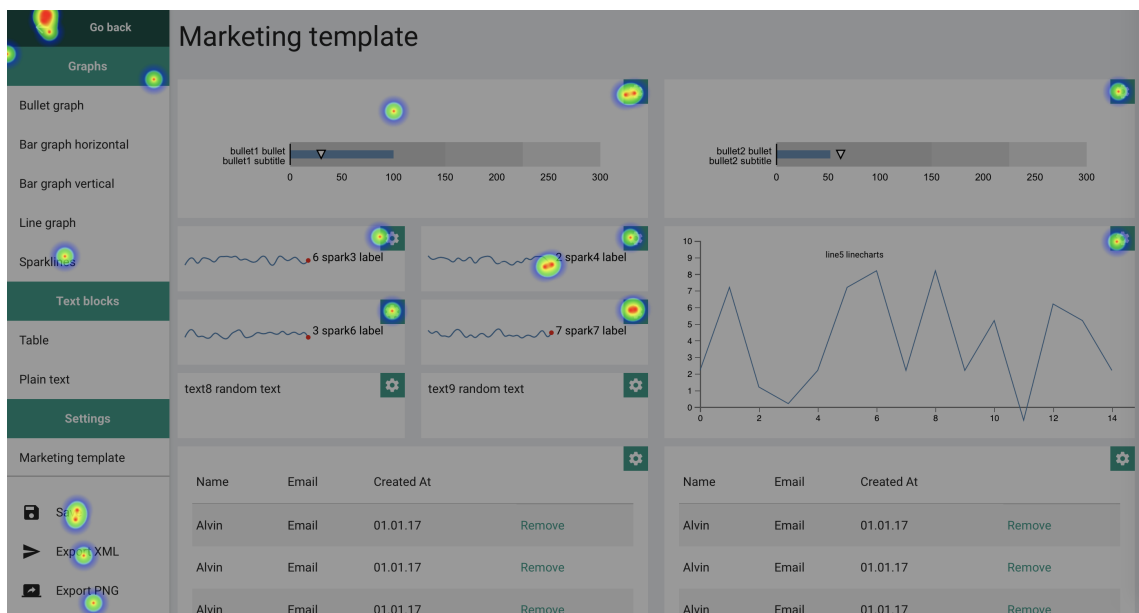 Go back
Marketing template
Graphs
Bullet graph
Bar graph horizontal
Bar graph vertical
Line graph
Sparklines
Text blocks
Table
Plain text
Settings
Marketing template
Save
Export XML
Export PNG
bullet1 bullet
bullet1 subtitle
0 50 100 150 200 250 300
bullet2 bullet
bullet2 subtitle
0 50 100 150 200 250 300
6 spark3 label
2 spark4 label
3 spark6 label
7 spark7 label
text8 random text
text9 random text
line5 linecharts
10
9
8
7
6
5
4
3
2
1
0
0 2 4 6 8 10 12 14
Name Email Created At
Alvin Email 01.01.17 Remove
Alvin Email 01.01.17 Remove
Alvin Email 01.01.17 Remove
Name Email Created At
Alvin Email 01.01.17 Remove
Alvin Email 01.01.17 Remove
Alvin Email 01.01.17 Remove